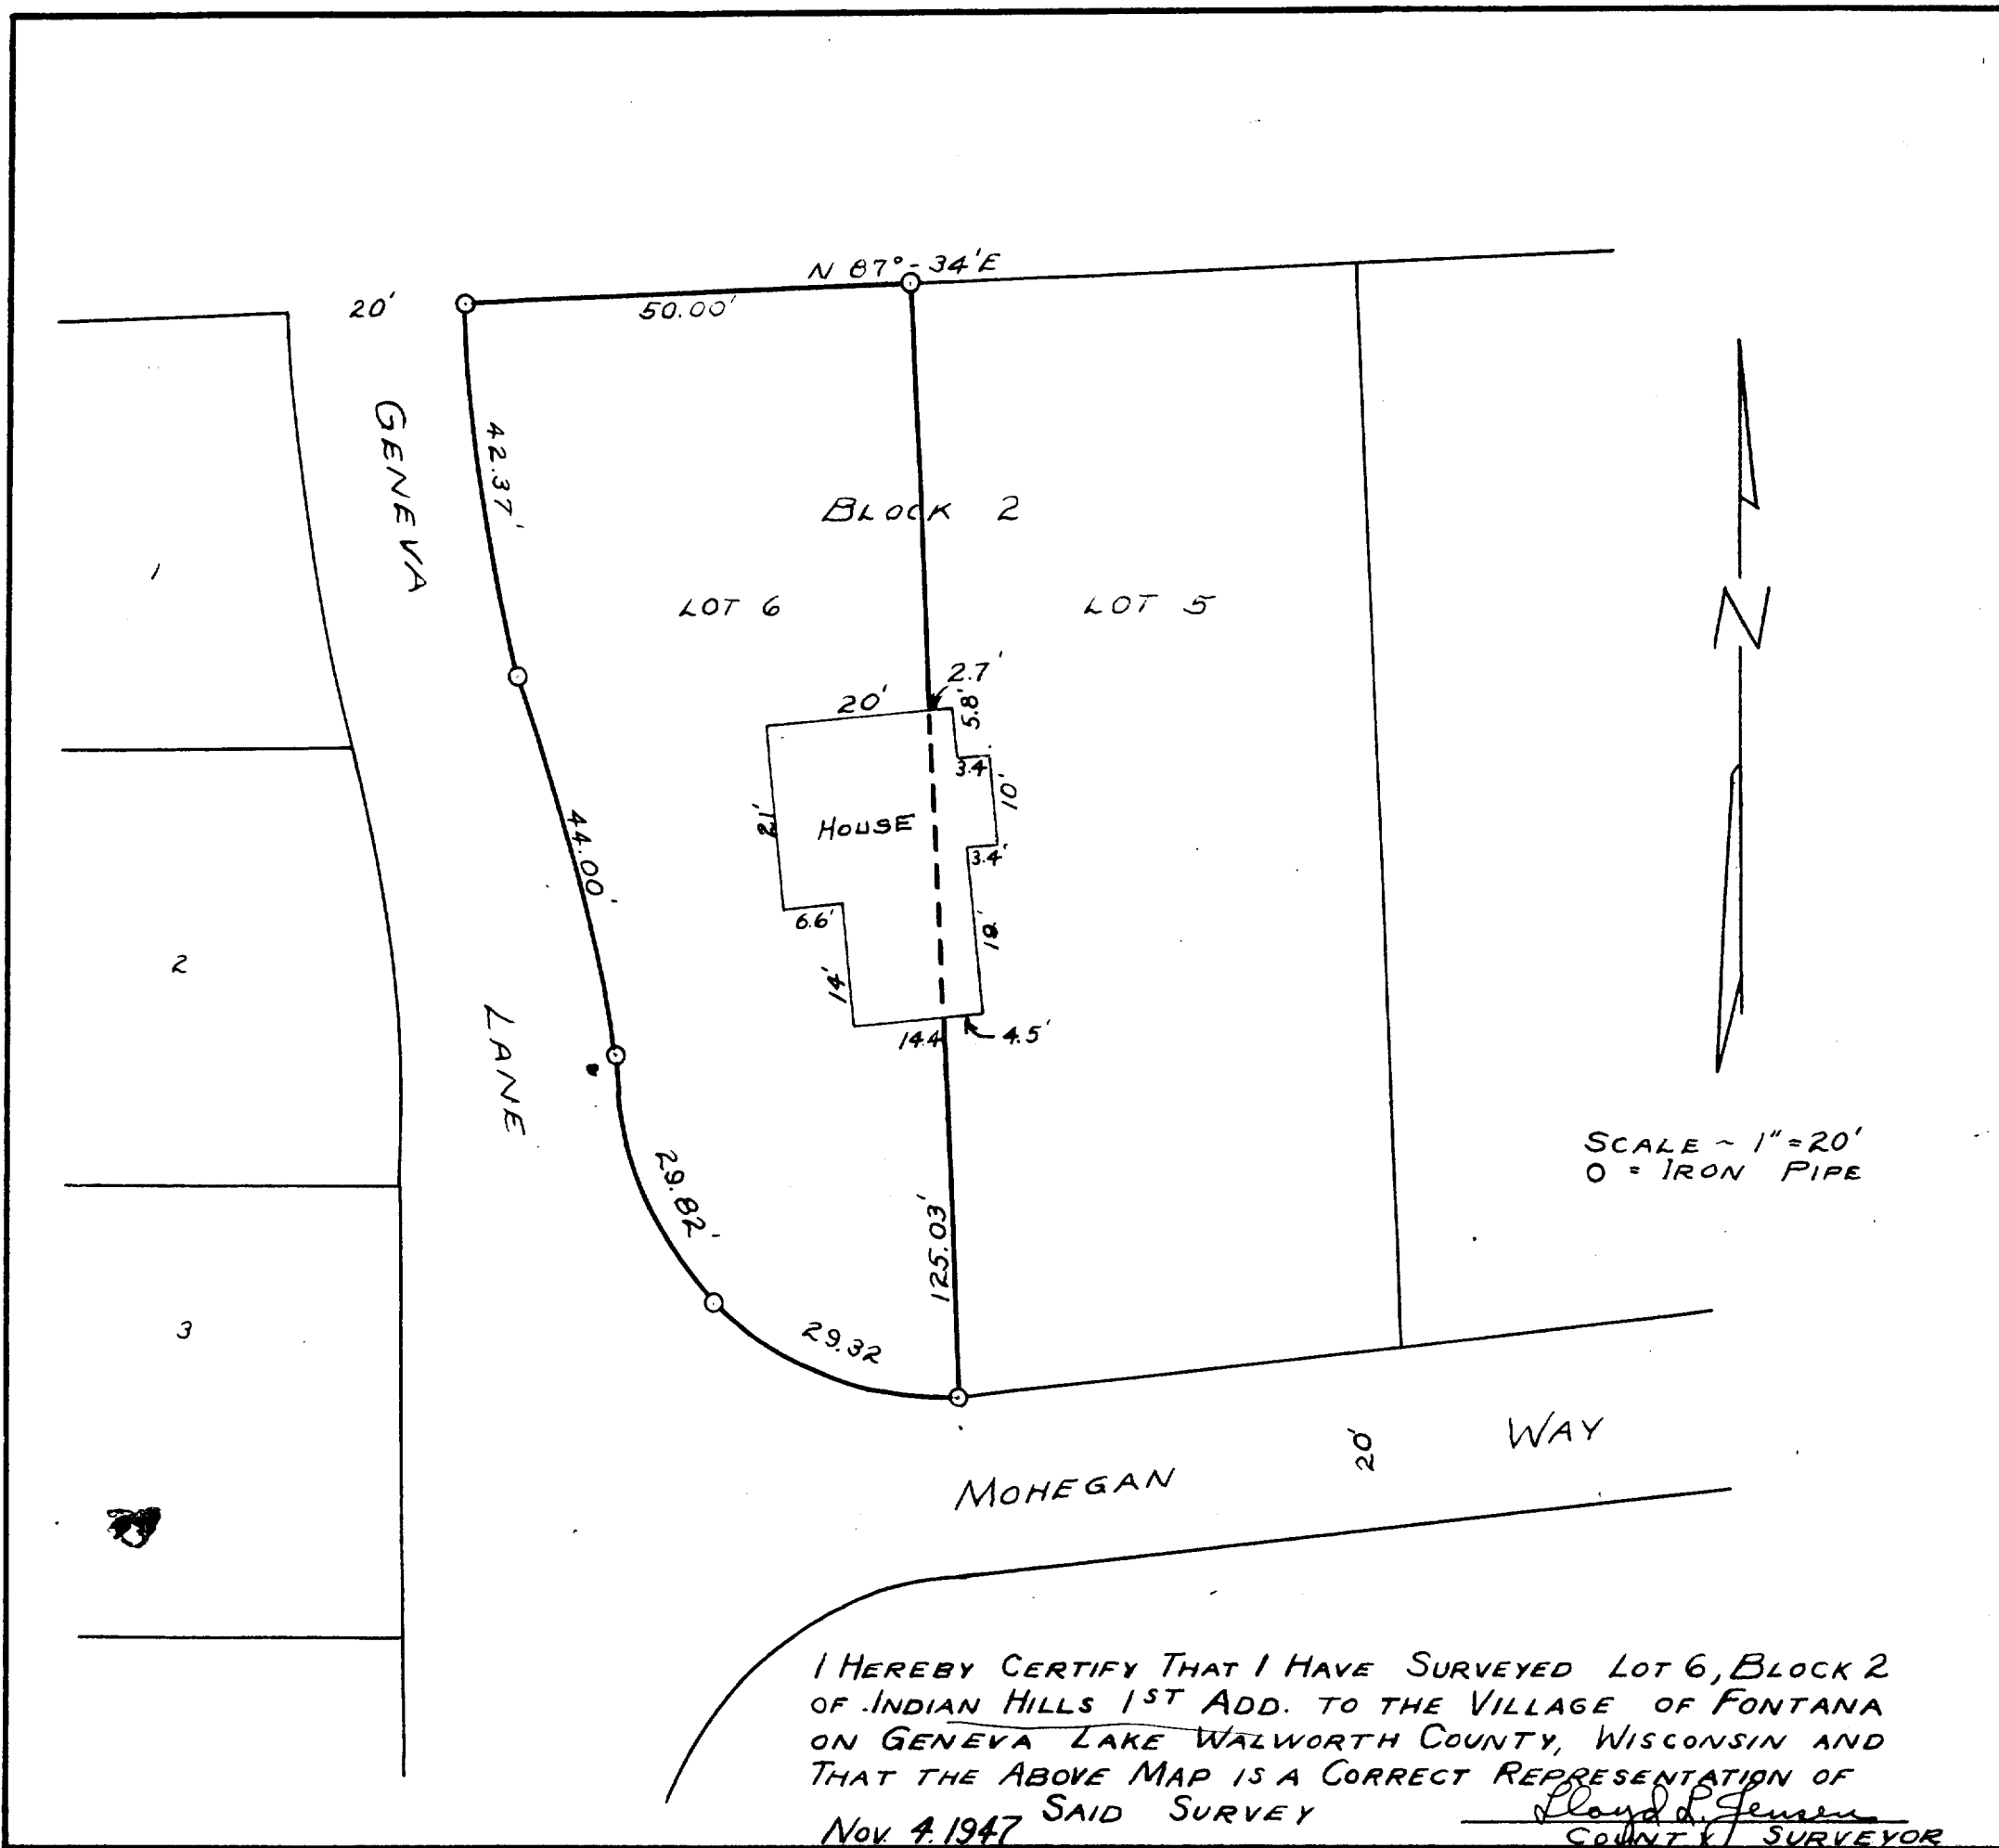 N 87°-34'E
20'
50.00'
GENEVA
42.37'
BLOCK 2
1
LOT 6
LOT 5
N
2.7'
20'
5.8'
3.4'
10'
HOUSE
44.00'
3.4'
6.6'
18'
2
14'
LANE
14.4
4.5'
SCALE ~ 1"=20'
O = IRON PIPE
29.82'
125.03'
3
29.32
WAY
20'
MOHEGAN
I HEREBY CERTIFY THAT I HAVE SURVEYED LOT 6, BLOCK 2
OF INDIAN HILLS 1ST ADD. TO THE VILLAGE OF FONTANA
ON GENEVA LAKE WALWORTH COUNTY, WISCONSIN AND
THAT THE ABOVE MAP IS A CORRECT REPRESENTATION OF
SAID SURVEY
Lloyd L. Jensen
Nov. 4. 1947
COUNTY SURVEYOR